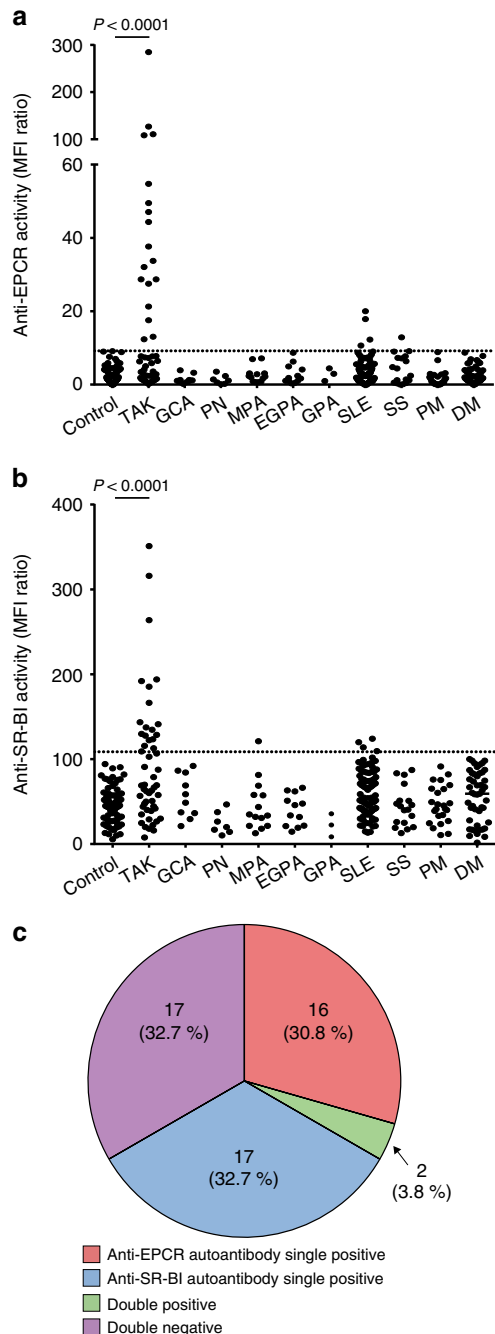 a
P < 0.0001
Anti-EPCR activity (MFI ratio)
300
200
100
60
40
20
0
Control TAK GCA PN MPA EGPA GPA SLE SS PM DM
b
P < 0.0001
Anti-SR-BI activity (MFI ratio)
400
300
200
100
0
Control TAK GCA PN MPA EGPA GPA SLE SS PM DM
c
17
(32.7 %)
16
(30.8 %)
17
(32.7 %)
2
(3.8 %)
Anti-EPCR autoantibody single positive
Anti-SR-BI autoantibody single positive
Double positive
Double negative